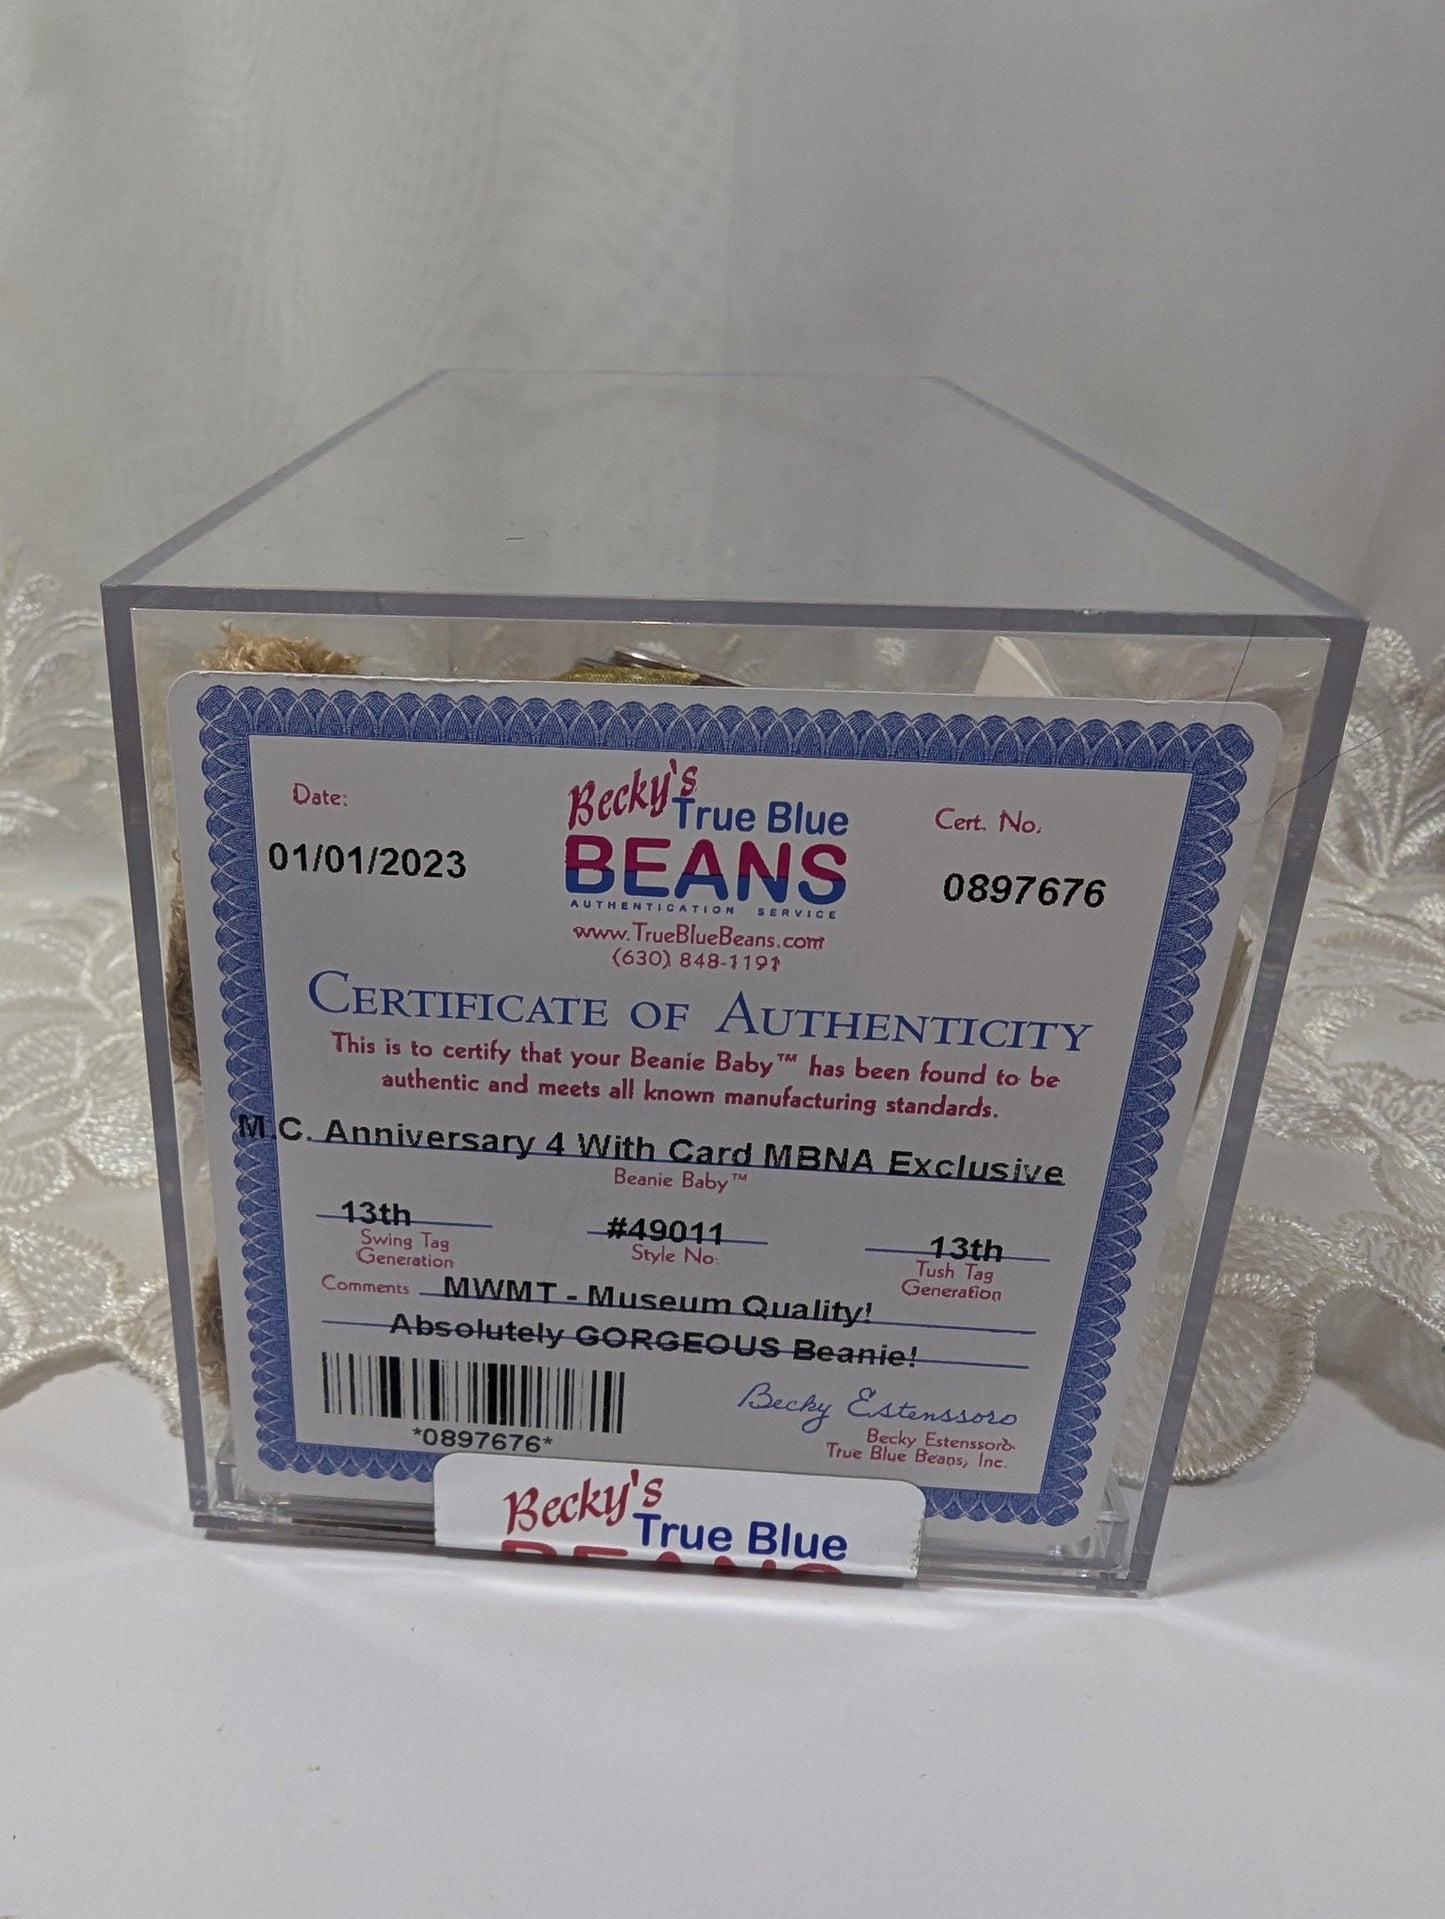 Date:
01/01/2023
Becky's
True Blue
BEANS
AUTHENTICATION SERVICE
www.TrueBlueBeans.com
(630) 848-1191
Cert. No.
0897676
CERTIFICATE OF AUTHENTICITY
This is to certify that your Beanie Baby™ has been found to be
authentic and meets all known manufacturing standards.
M.C. Anniversary 4 With Card MBNA Exclusive
Beanie Baby™
13th
Swing Tag
Generation
#49011
Style No.
13th
Tush Tag
Generation
Comments MWMT - Museum Quality!
Absolutely GORGEOUS Beanie!
*0897676*
Becky Estenssoro
Becky Estenssoro
True Blue Beans, Inc.
Becky's
True Blue
BEANS